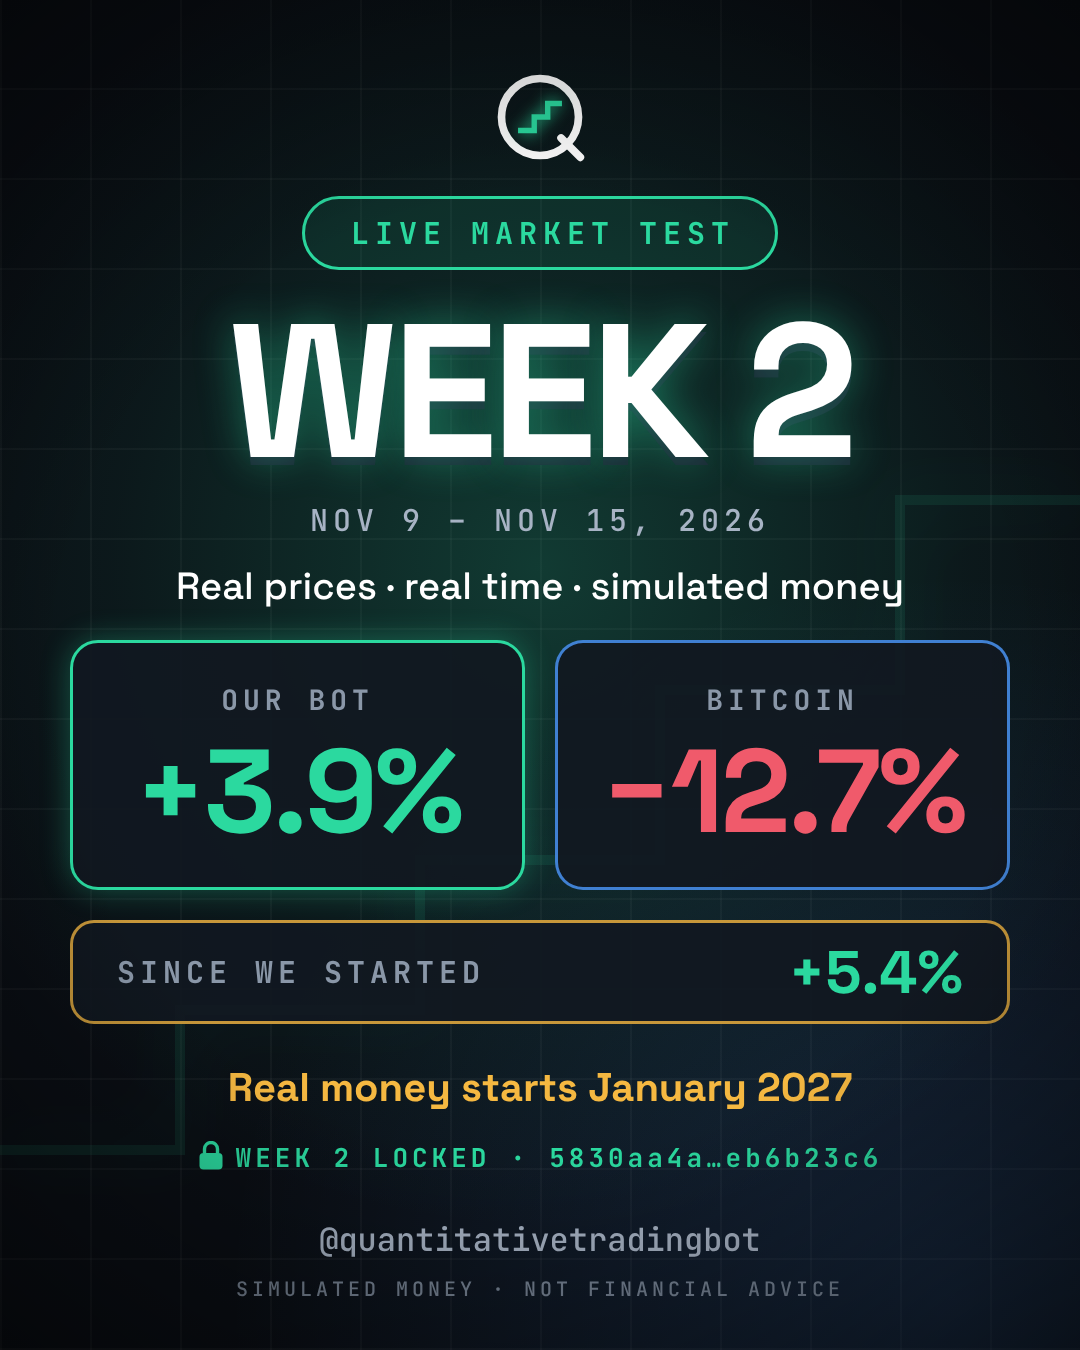 LIVE MARKET TEST
WEEK 2
NOV 9 – NOV 15, 2026
Real prices · real time · simulated money
OUR BOT
+3.9%
BITCOIN
−12.7%
SINCE WE STARTED
+5.4%
Real money starts January 2027
WEEK 2 LOCKED · 5830aa4a…eb6b23c6
@quantitativetradingbot
SIMULATED MONEY · NOT FINANCIAL ADVICE